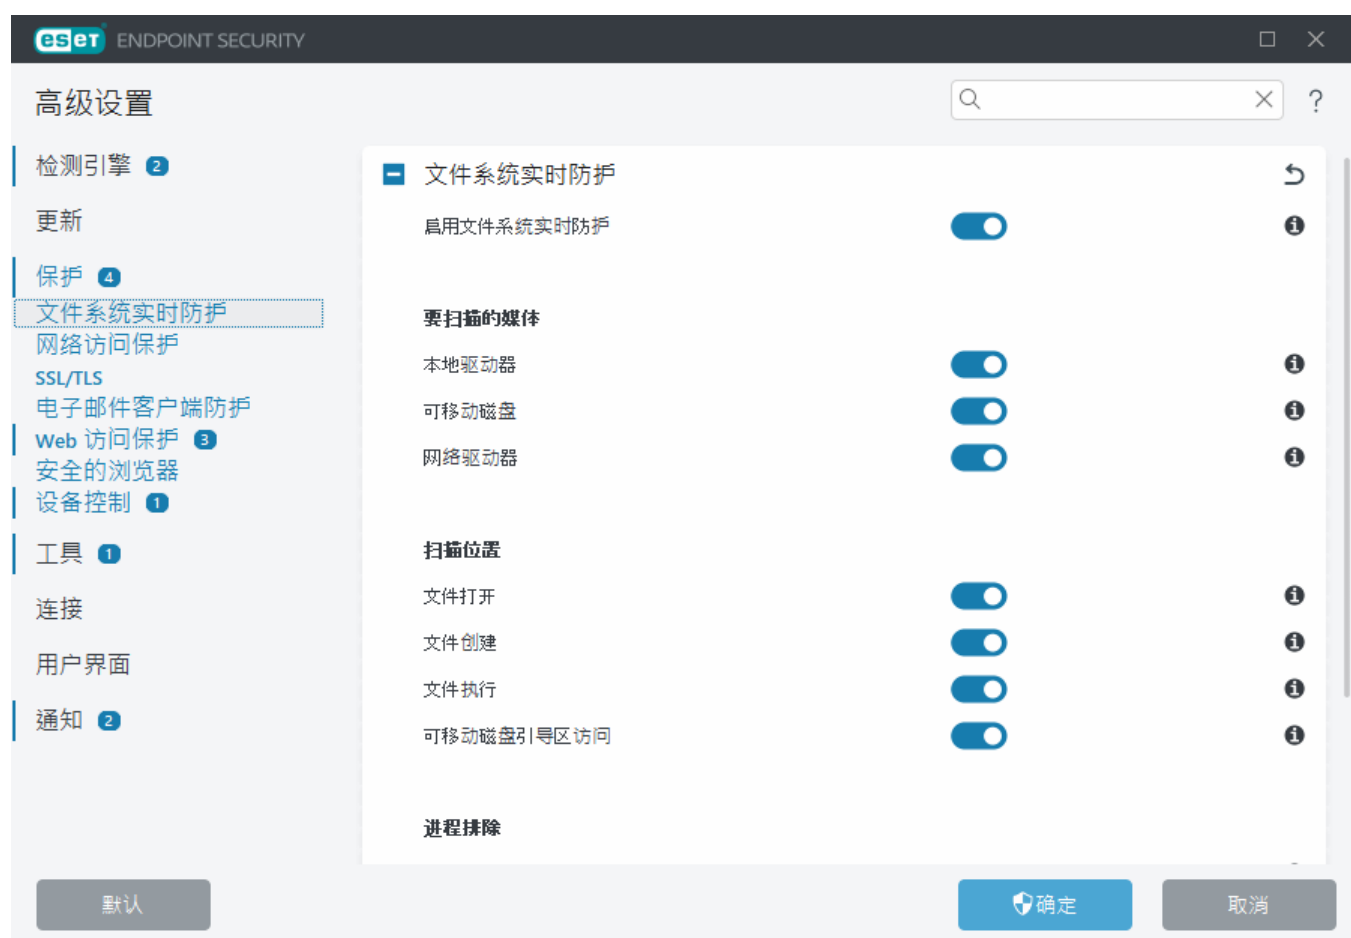 eset ENDPOINT SECURITY
高级设置
检测引擎 2
更新
保护 4
文件系统实时防护
网络访问保护
SSL/TLS
电子邮件客户端防护
Web 访问保护 3
安全的浏览器
设备控制 1
工具 1
连接
用户界面
通知 2
文件系统实时防护
启用文件系统实时防护
要扫描的媒体
本地驱动器
可移动磁盘
网络驱动器
扫描位置
文件打开
文件创建
文件执行
可移动磁盘引导区访问
进程排除
默认
确定
取消